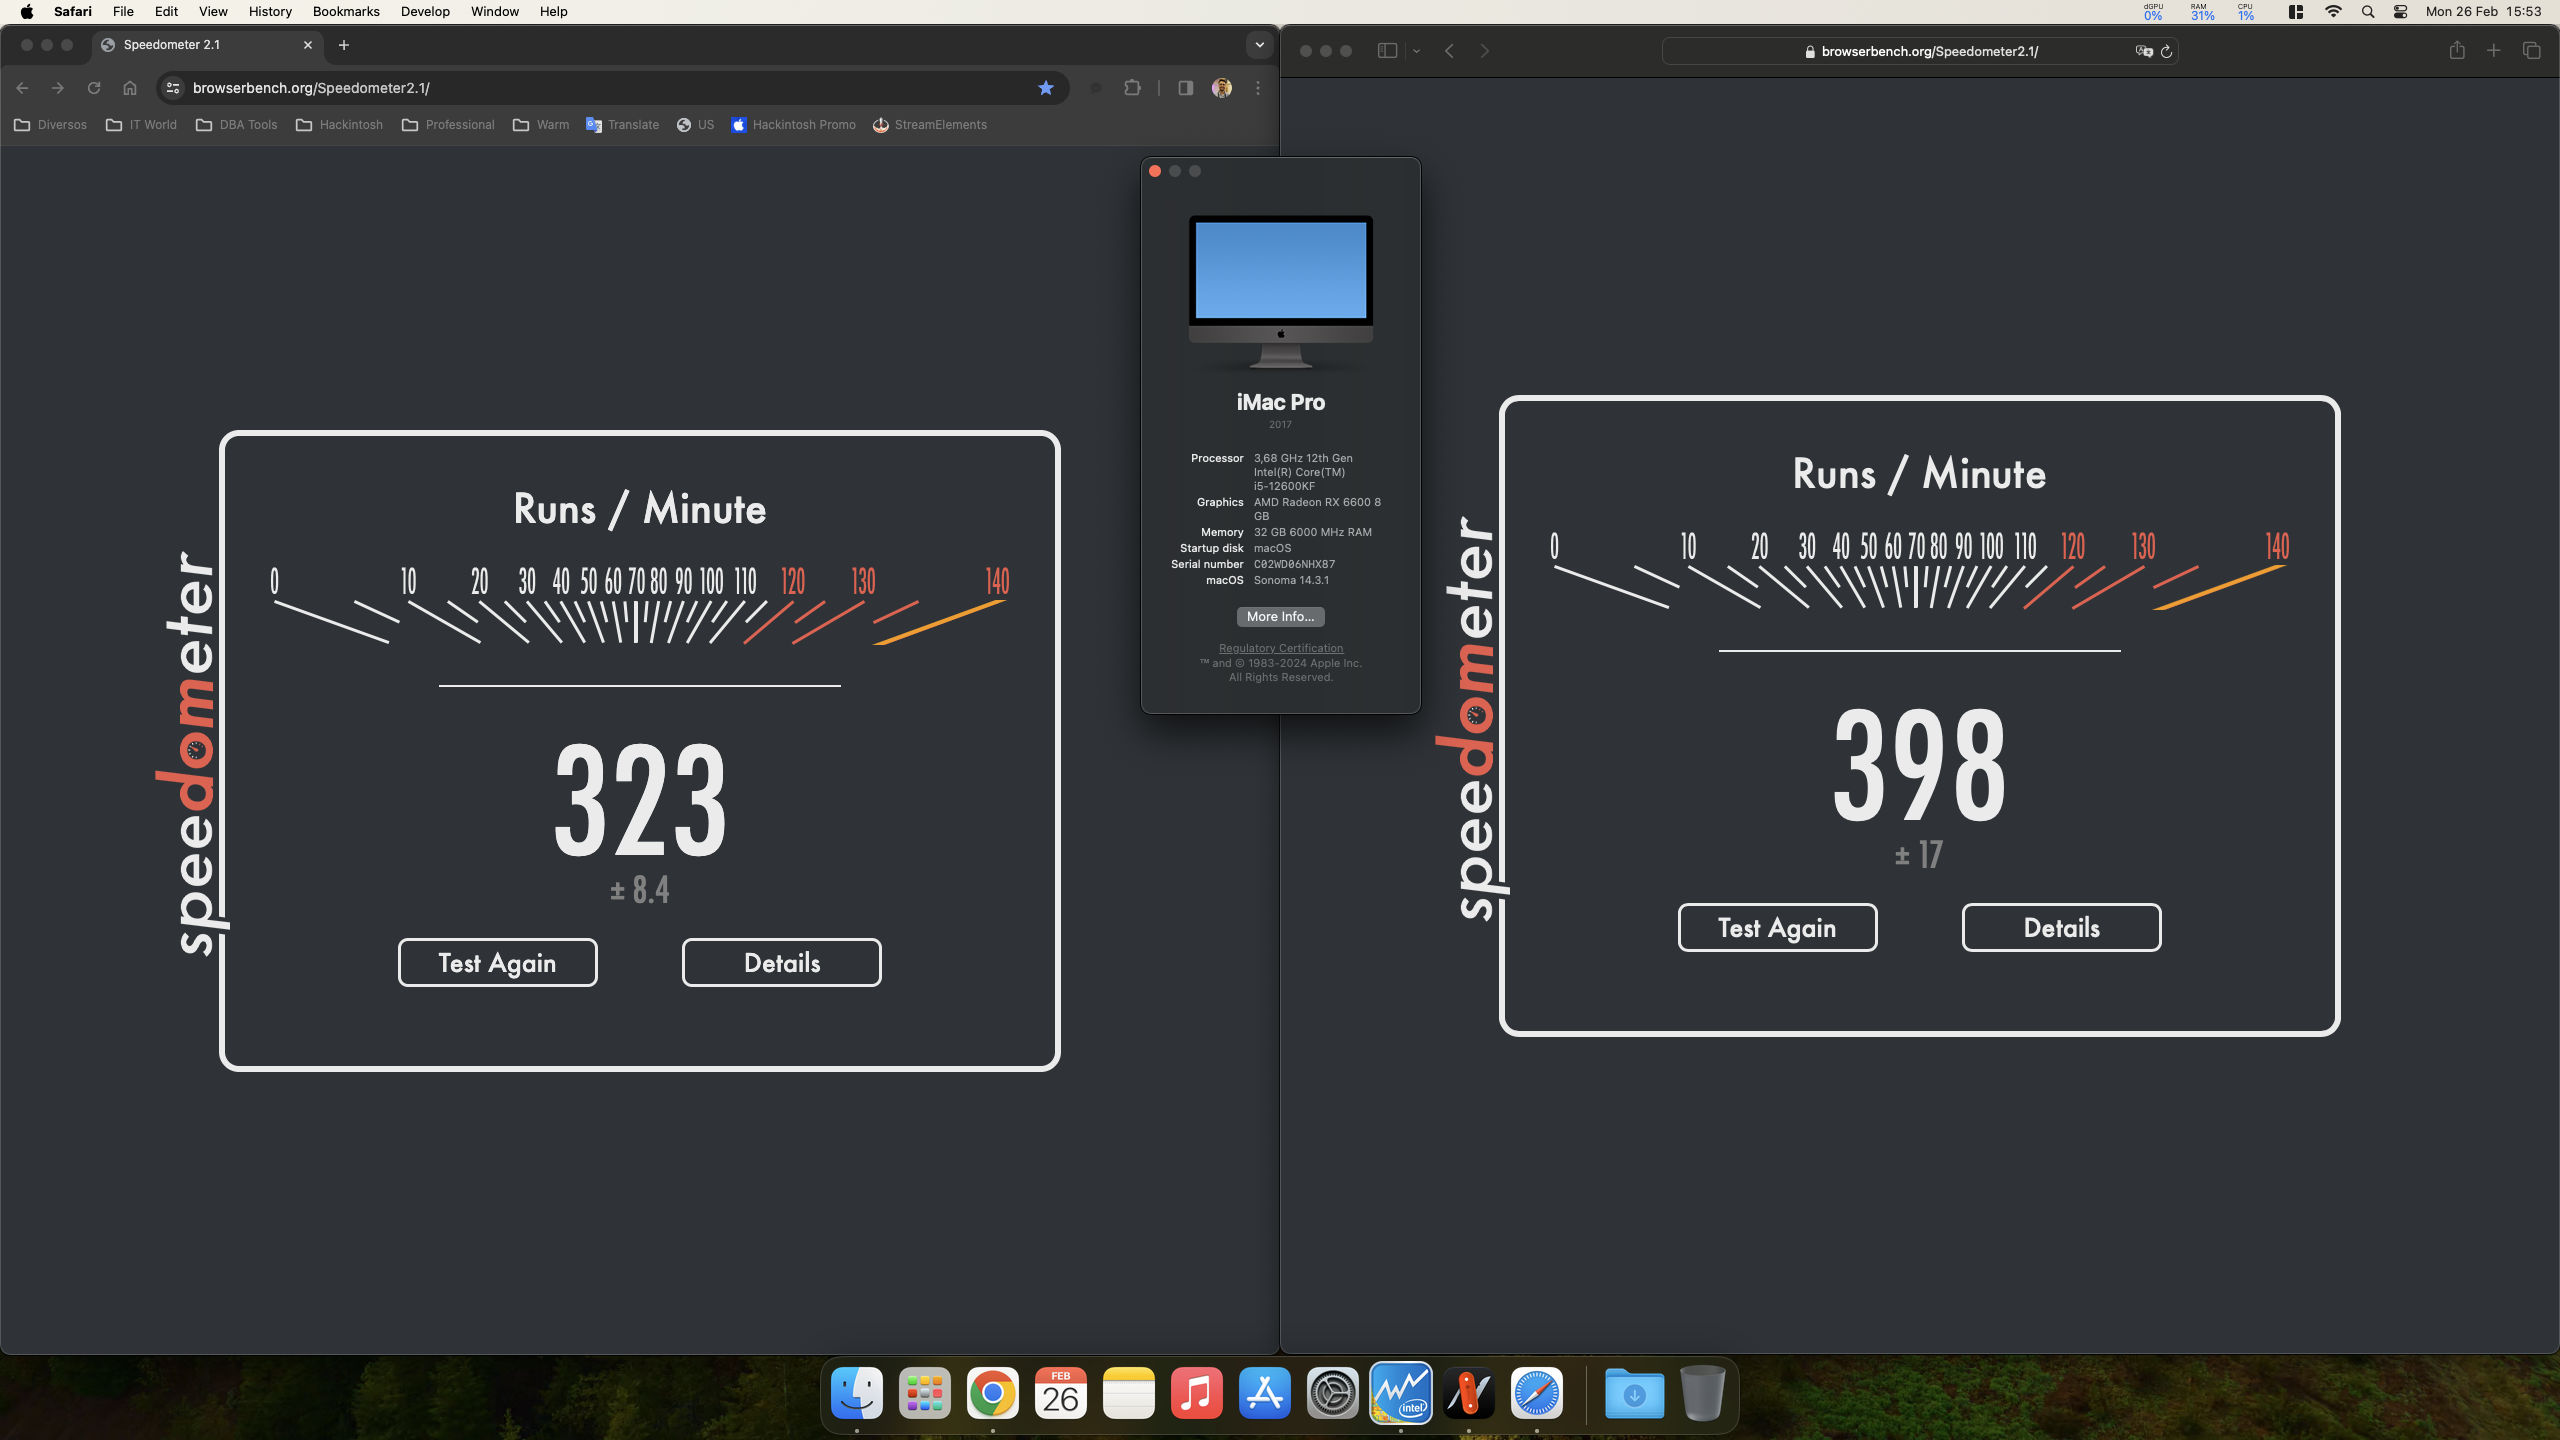 Safari File Edit View History Bookmarks Develop Window Help
dGPU 0% RAM 31% CPU 1% Mon 26 Feb 15:53
Speedometer 2.1
browserbench.org/Speedometer2.1/
Diversos IT World DBA Tools Hackintosh Professional Warm Translate US Hackintosh Promo StreamElements
speedometer
Runs / Minute
0 10 20 30 40 50 60 70 80 90 100 110 120 130 140
323
± 8.4
Test Again Details
iMac Pro
2017
Processor 3,68 GHz 12th Gen
Intel(R) Core(TM)
i5-12600KF
Graphics AMD Radeon RX 6600 8
GB
Memory 32 GB 6000 MHz RAM
Startup disk macOS
Serial number C02WD06NHX87
macOS Sonoma 14.3.1
More Info...
Regulatory Certification
™ and © 1983-2024 Apple Inc.
All Rights Reserved.
browserbench.org/Speedometer2.1/
speedometer
Runs / Minute
0 10 20 30 40 50 60 70 80 90 100 110 120 130 140
398
± 17
Test Again Details
FEB
26
intel